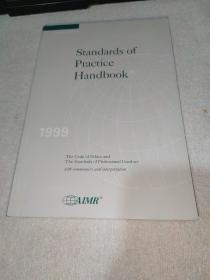 Standards of
Practice
Handbook
1999
The Code of Ethics and
The Standards of Professional Conduct
with commentary and interpretation
AIMR®